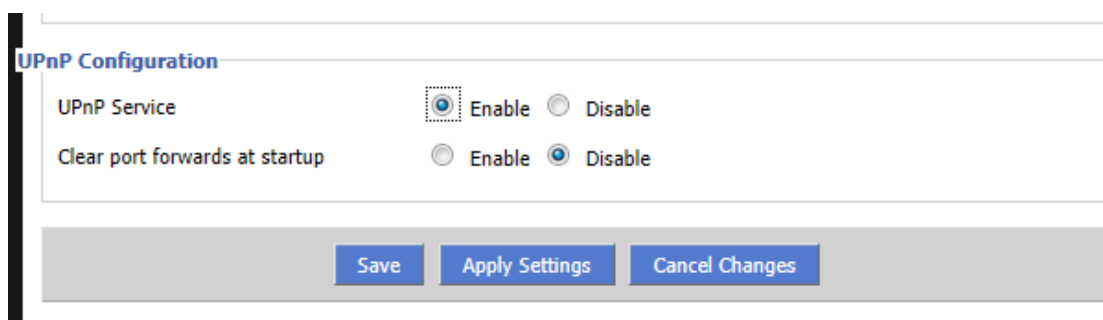 UPnP Configuration
UPnP Service Enable Disable
Clear port forwards at startup Enable Disable
Save Apply Settings Cancel Changes